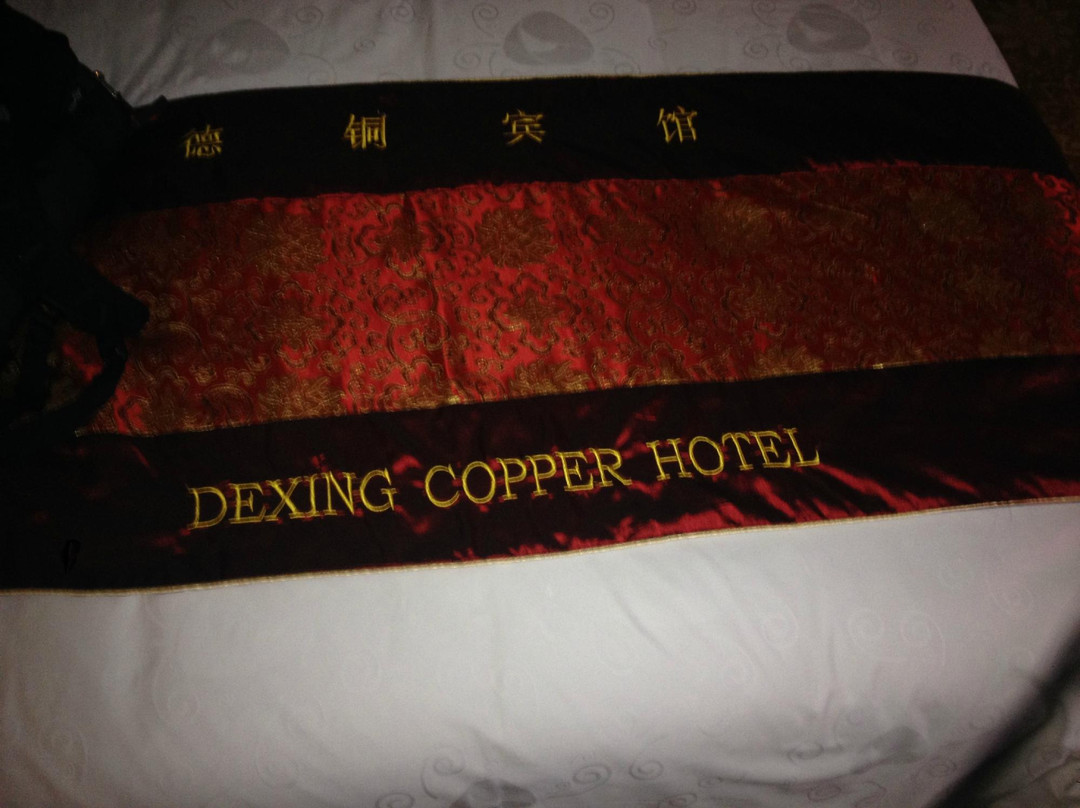 德铜宾馆
DEXING COPPER HOTEL